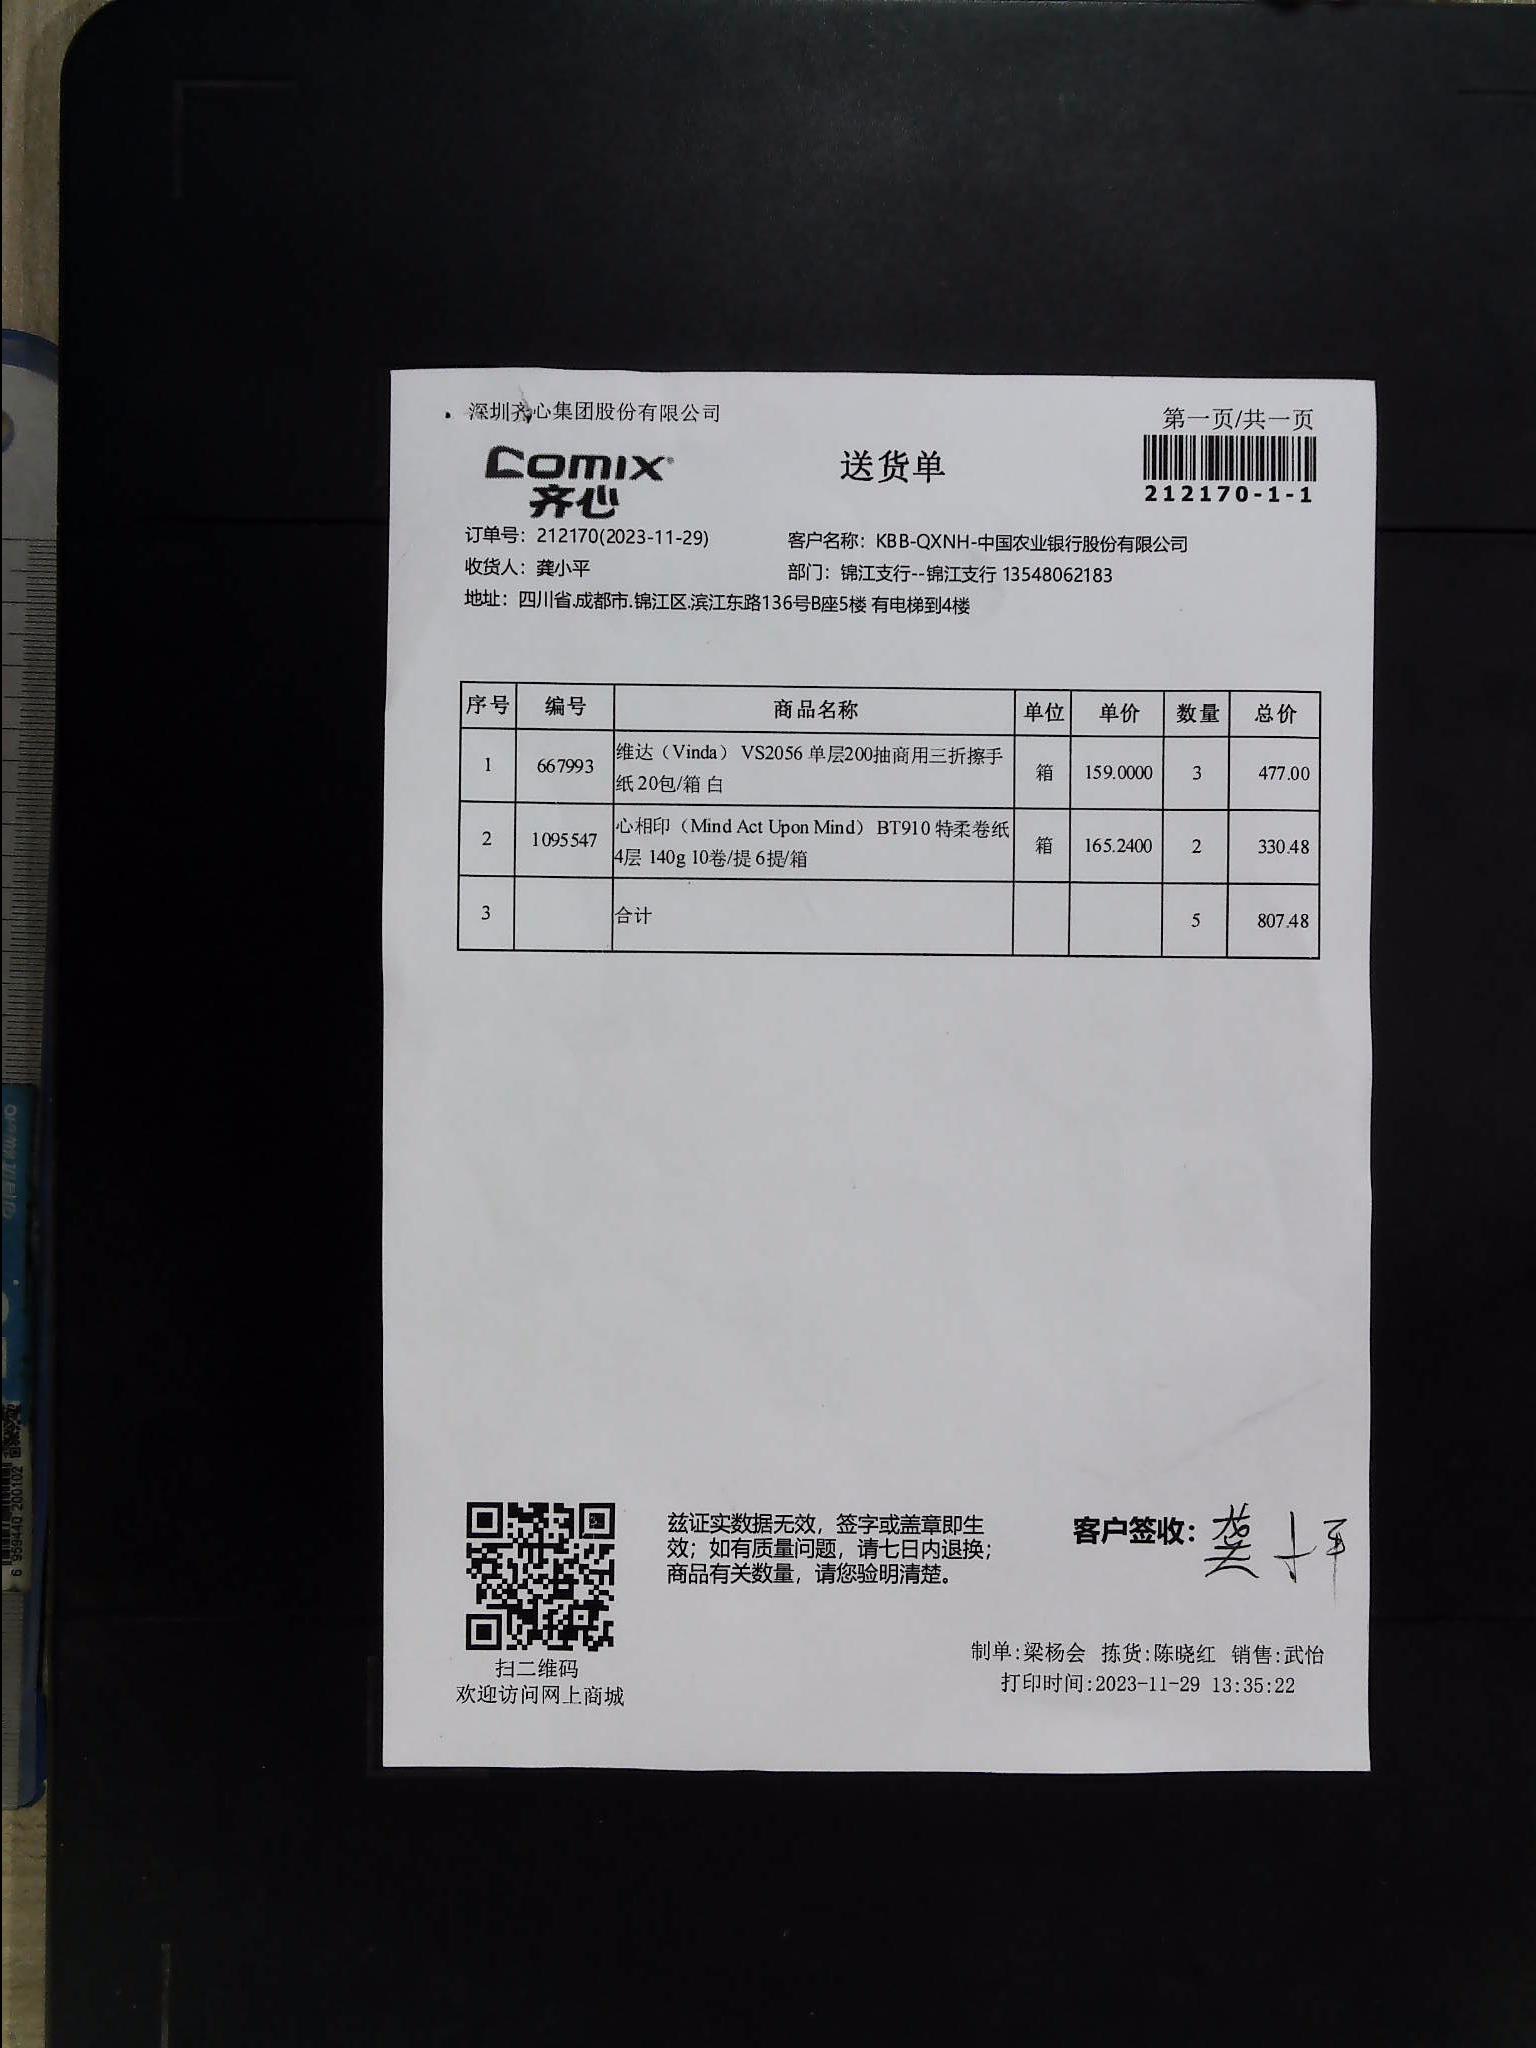 深圳齐心集团股份有限公司
第一页/共一页
COMIX
齐心
送货单
212170-1-1
订单号：212170(2023-11-29)
客户名称：KBB-QXNH-中国农业银行股份有限公司
收货人：龚小平
部门：锦江支行--锦江支行 13548062183
地址：四川省.成都市.锦江区.滨江东路136号B座5楼 有电梯到4楼
序号 编号 商品名称 单位 单价 数量 总价
1 667993 维达（Vinda） VS2056 单层200抽商用三折擦手纸 20包/箱 白 箱 159.0000 3 477.00
2 1095547 心相印（Mind Act Upon Mind） BT910 特柔卷纸 4层 140g 10卷/提 6提/箱 箱 165.2400 2 330.48
3 合计 5 807.48
兹证实数据无效，签字或盖章即生
效；如有质量问题，请七日内退换；
商品有关数量，请您验明清楚。
客户签收：龚小平
扫二维码
欢迎访问网上商城
制单:梁杨会 拣货:陈晓红 销售:武怡
打印时间:2023-11-29 13:35:22
6 959440 200102